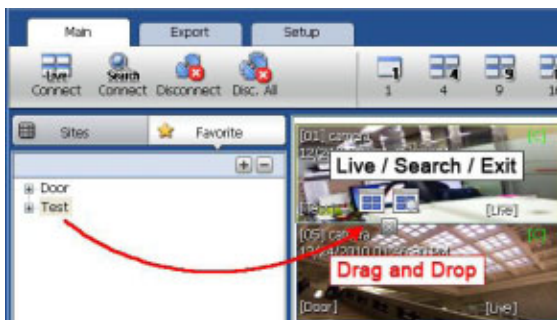 Main Export Setup
Live Search
Connect Connect Disconnect Disc. All 1 4 9
Sites Favorite
Door
Test
[01] camera [C]
Live / Search / Exit
[Live]
[05] camera
Drag and Drop
[Door] [Live]